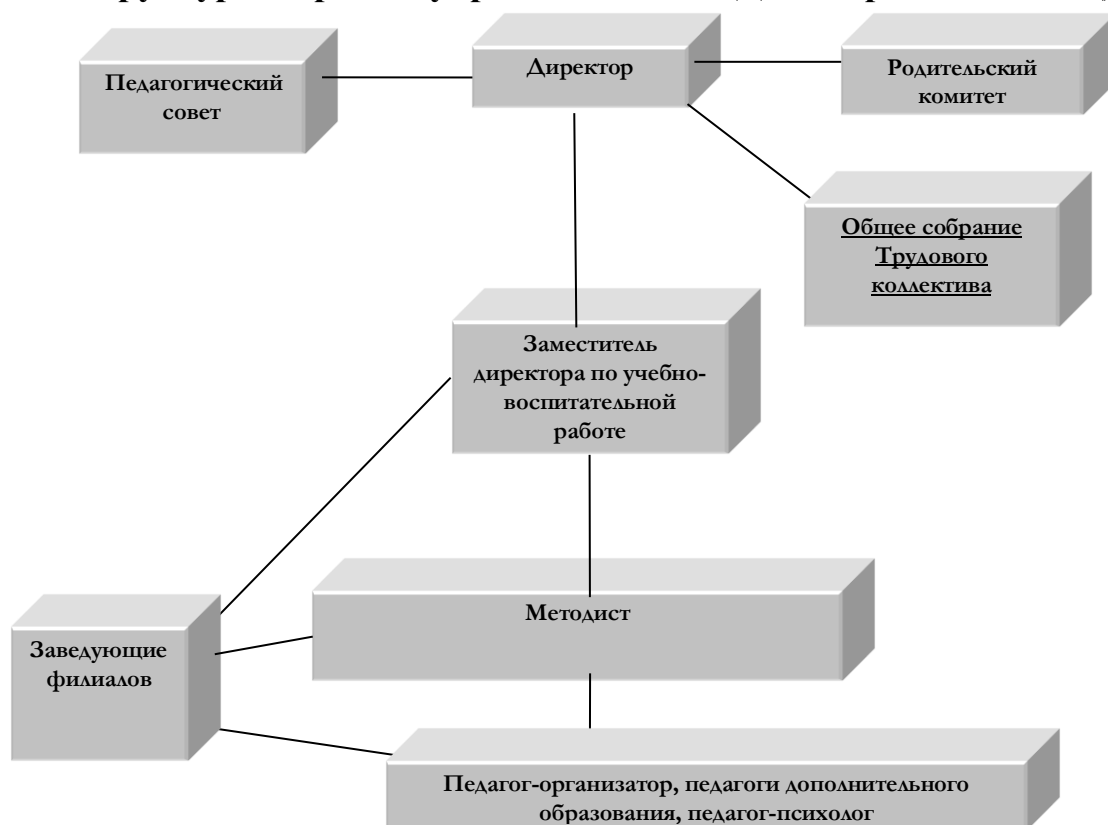 Директор
Педагогический
совет
Родительский
комитет
Общее собрание
Трудового
коллектива
Заместитель
директора по учебно-
воспитательной
работе
Методист
Заведующие
филиалов
Педагог-организатор, педагоги дополнительного
образования, педагог-психолог